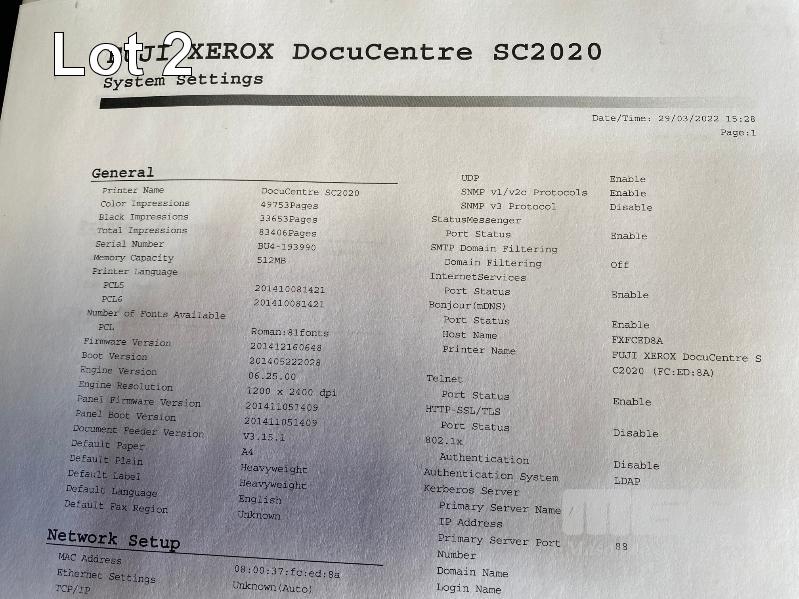 Lot 2
FUJI XEROX DocuCentre SC2020
System Settings
Date/Time: 29/03/2022 15:28
Page:1
General
Printer Name DocuCentre SC2020
Color Impressions 49753Pages
Black Impressions 33653Pages
Total Impressions 83406Pages
Serial Number BU4-193990
Memory Capacity 512MB
Printer Language
PCL5 201410081421
PCL6 201410081421
Number of Fonts Available
PCL Roman:81fonts
Firmware Version 201412160648
Boot Version 201405222028
Engine Version 06.25.00
Engine Resolution 1200 x 2400 dpi
Panel Firmware Version 201411051409
Panel Boot Version 201411051409
Document Feeder Version V3.15.1
Default Paper A4
Default Plain Heavyweight
Default Label Heavyweight
Default Language English
Default Fax Region Unknown
Network Setup
MAC Address 08:00:37:fc:ed:8a
Ethernet Settings Unknown(Auto)
TCP/IP
UDP Enable
SNMP v1/v2c Protocols Enable
SNMP v3 Protocol Disable
StatusMessenger
Port Status Enable
SMTP Domain Filtering
Domain Filtering Off
InternetServices
Port Status Enable
Bonjour(mDNS)
Port Status Enable
Host Name FXFCED8A
Printer Name FUJI XEROX DocuCentre S
C2020 (FC:ED:8A)
Telnet
Port Status Enable
HTTP-SSL/TLS
Port Status Disable
802.1x
Authentication Disable
Authentication System LDAP
Kerberos Server
Primary Server Name /
IP Address
Primary Server Port 88
Number
Domain Name
Login Name